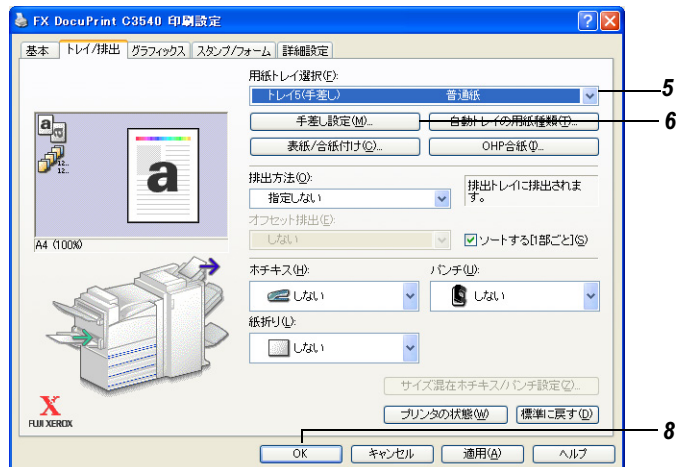 FX DocuPrint C3540 印刷設定
基本 トレイ/排出 グラフィックス スタンプ/フォーム 詳細設定
用紙トレイ選択(F):
トレイ5(手差し) 普通紙
5
手差し設定(M)... 自動トレイの用紙種類(T)...
6
表紙/合紙付け(C)... OHP合紙(I)...
a
a
12..
12..
a
排出方法(O):
指定しない
排出トレイに排出されま
す。
オフセット排出(E):
しない
ソートする[1部ごと](S)
A4 (100%)
ホチキス(H): パンチ(U):
しない しない
紙折り(L):
しない
サイズ混在ホチキス/パンチ設定(Z)...
X
FUJI XEROX
プリンタの状態(W) 標準に戻す(D)
8
OK キャンセル 適用(A) ヘルプ